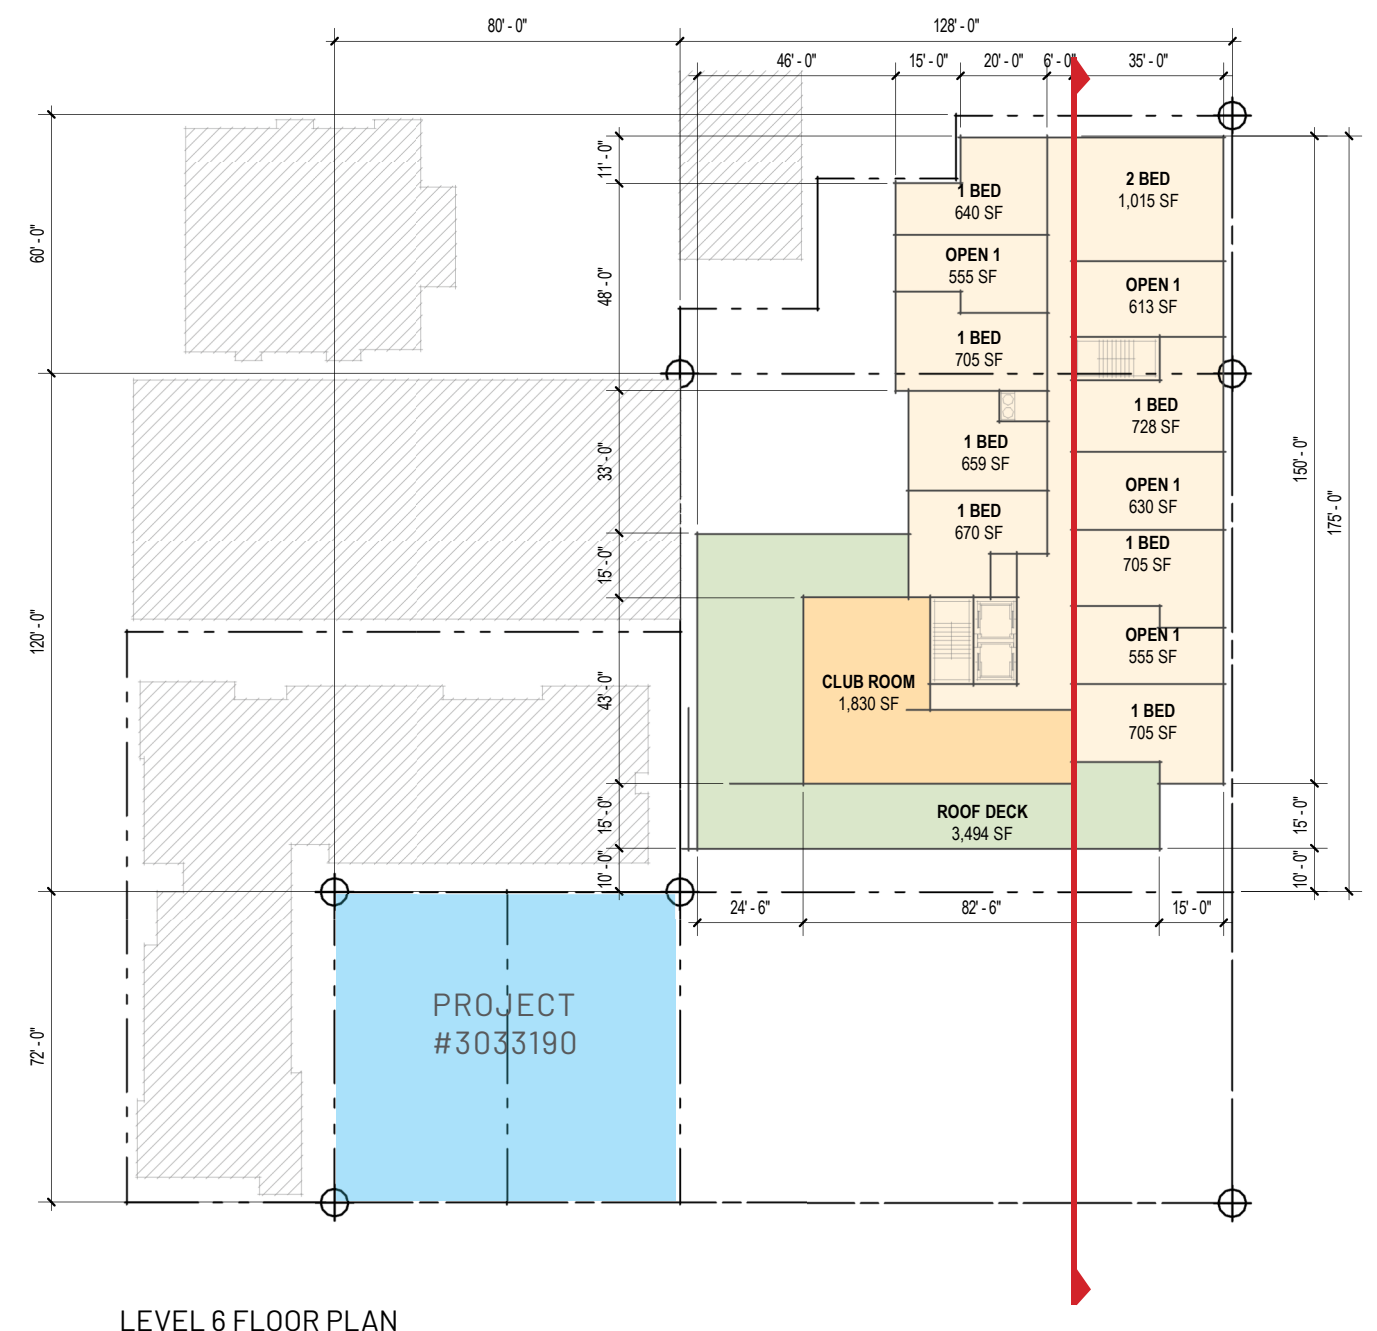 80' - 0"
128' - 0"
46' - 0"
15' - 0"
20' - 0"
6' - 0"
35' - 0"
11' - 0"
60' - 0"
48' - 0"
1 BED
640 SF
2 BED
1,015 SF
OPEN 1
555 SF
OPEN 1
613 SF
1 BED
705 SF
1 BED
728 SF
33' - 0"
1 BED
659 SF
150' - 0"
175' - 0"
OPEN 1
630 SF
1 BED
670 SF
1 BED
705 SF
15' - 0"
120' - 0"
OPEN 1
555 SF
43' - 0"
CLUB ROOM
1,830 SF
1 BED
705 SF
15' - 0"
ROOF DECK
3,494 SF
15' - 0"
10' - 0"
10' - 0"
24' - 6"
82' - 6"
15' - 0"
PROJECT
#3033190
72' - 0"
LEVEL 6 FLOOR PLAN